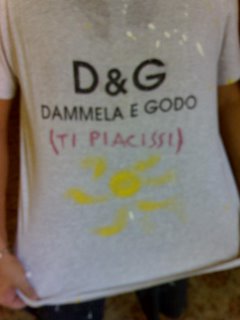 D & G
DAMMELA E GODO
(TI PIACISSI)